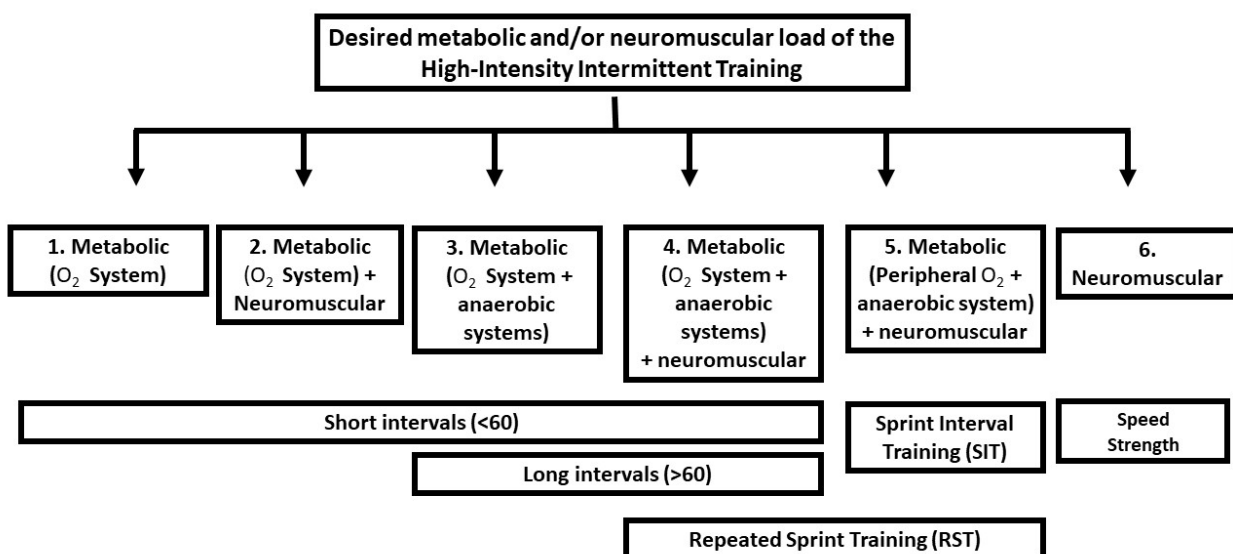 Desired metabolic and/or neuromuscular load of the
High-Intensity Intermittent Training
1. Metabolic
(O₂ System)
2. Metabolic
(O₂ System) +
Neuromuscular
3. Metabolic
(O₂ System +
anaerobic
systems)
4. Metabolic
(O₂ System +
anaerobic
systems)
+ neuromuscular
5. Metabolic
(Peripheral O₂ +
anaerobic system)
+ neuromuscular
6.
Neuromuscular
Short intervals (<60)
Sprint Interval
Training (SIT)
Speed
Strength
Long intervals (>60)
Repeated Sprint Training (RST)